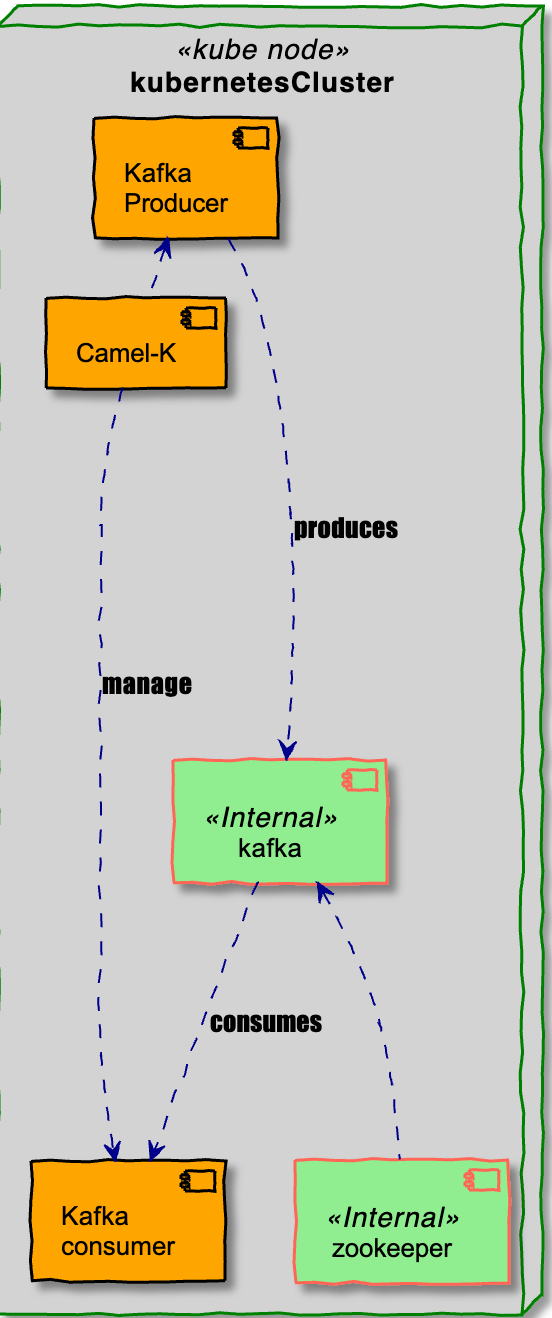 «kube node»
kubernetesCluster
Kafka
Producer
Camel-K
produces
manage
«Internal»
kafka
consumes
Kafka
consumer
«Internal»
zookeeper